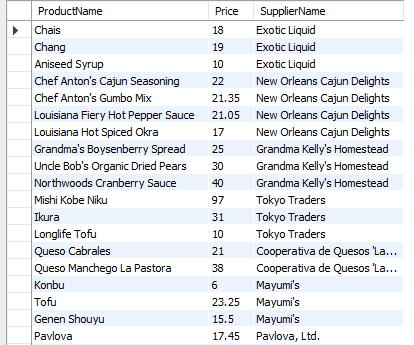 ProductName Price SupplierName
Chais 18 Exotic Liquid
Chang 19 Exotic Liquid
Aniseed Syrup 10 Exotic Liquid
Chef Anton's Cajun Seasoning 22 New Orleans Cajun Delights
Chef Anton's Gumbo Mix 21.35 New Orleans Cajun Delights
Louisiana Fiery Hot Pepper Sauce 21.05 New Orleans Cajun Delights
Louisiana Hot Spiced Okra 17 New Orleans Cajun Delights
Grandma's Boysenberry Spread 25 Grandma Kelly's Homestead
Uncle Bob's Organic Dried Pears 30 Grandma Kelly's Homestead
Northwoods Cranberry Sauce 40 Grandma Kelly's Homestead
Mishi Kobe Niku 97 Tokyo Traders
Ikura 31 Tokyo Traders
Longlife Tofu 10 Tokyo Traders
Queso Cabrales 21 Cooperativa de Quesos 'La...
Queso Manchego La Pastora 38 Cooperativa de Quesos 'La...
Konbu 6 Mayumi's
Tofu 23.25 Mayumi's
Genen Shouyu 15.5 Mayumi's
Pavlova 17.45 Pavlova, Ltd.